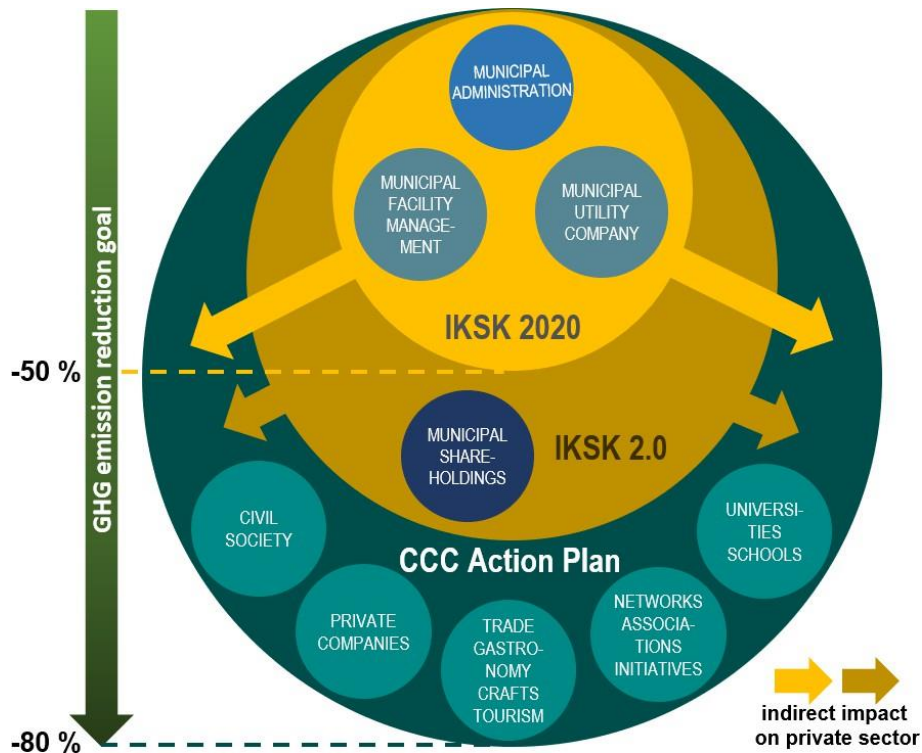 MUNICIPAL
ADMINISTRATION
MUNICIPAL
FACILITY
MANAGE-
MENT
MUNICIPAL
UTILITY
COMPANY
IKSK 2020
GHG emission reduction goal
-50 %
MUNICIPAL
SHARE-
HOLDINGS
IKSK 2.0
CIVIL
SOCIETY
UNIVERSI-
TIES
SCHOOLS
CCC Action Plan
PRIVATE
COMPANIES
TRADE
GASTRO-
NOMY
CRAFTS
TOURISM
NETWORKS
ASSOCIA-
TIONS
INITIATIVES
indirect impact
on private sector
-80 %